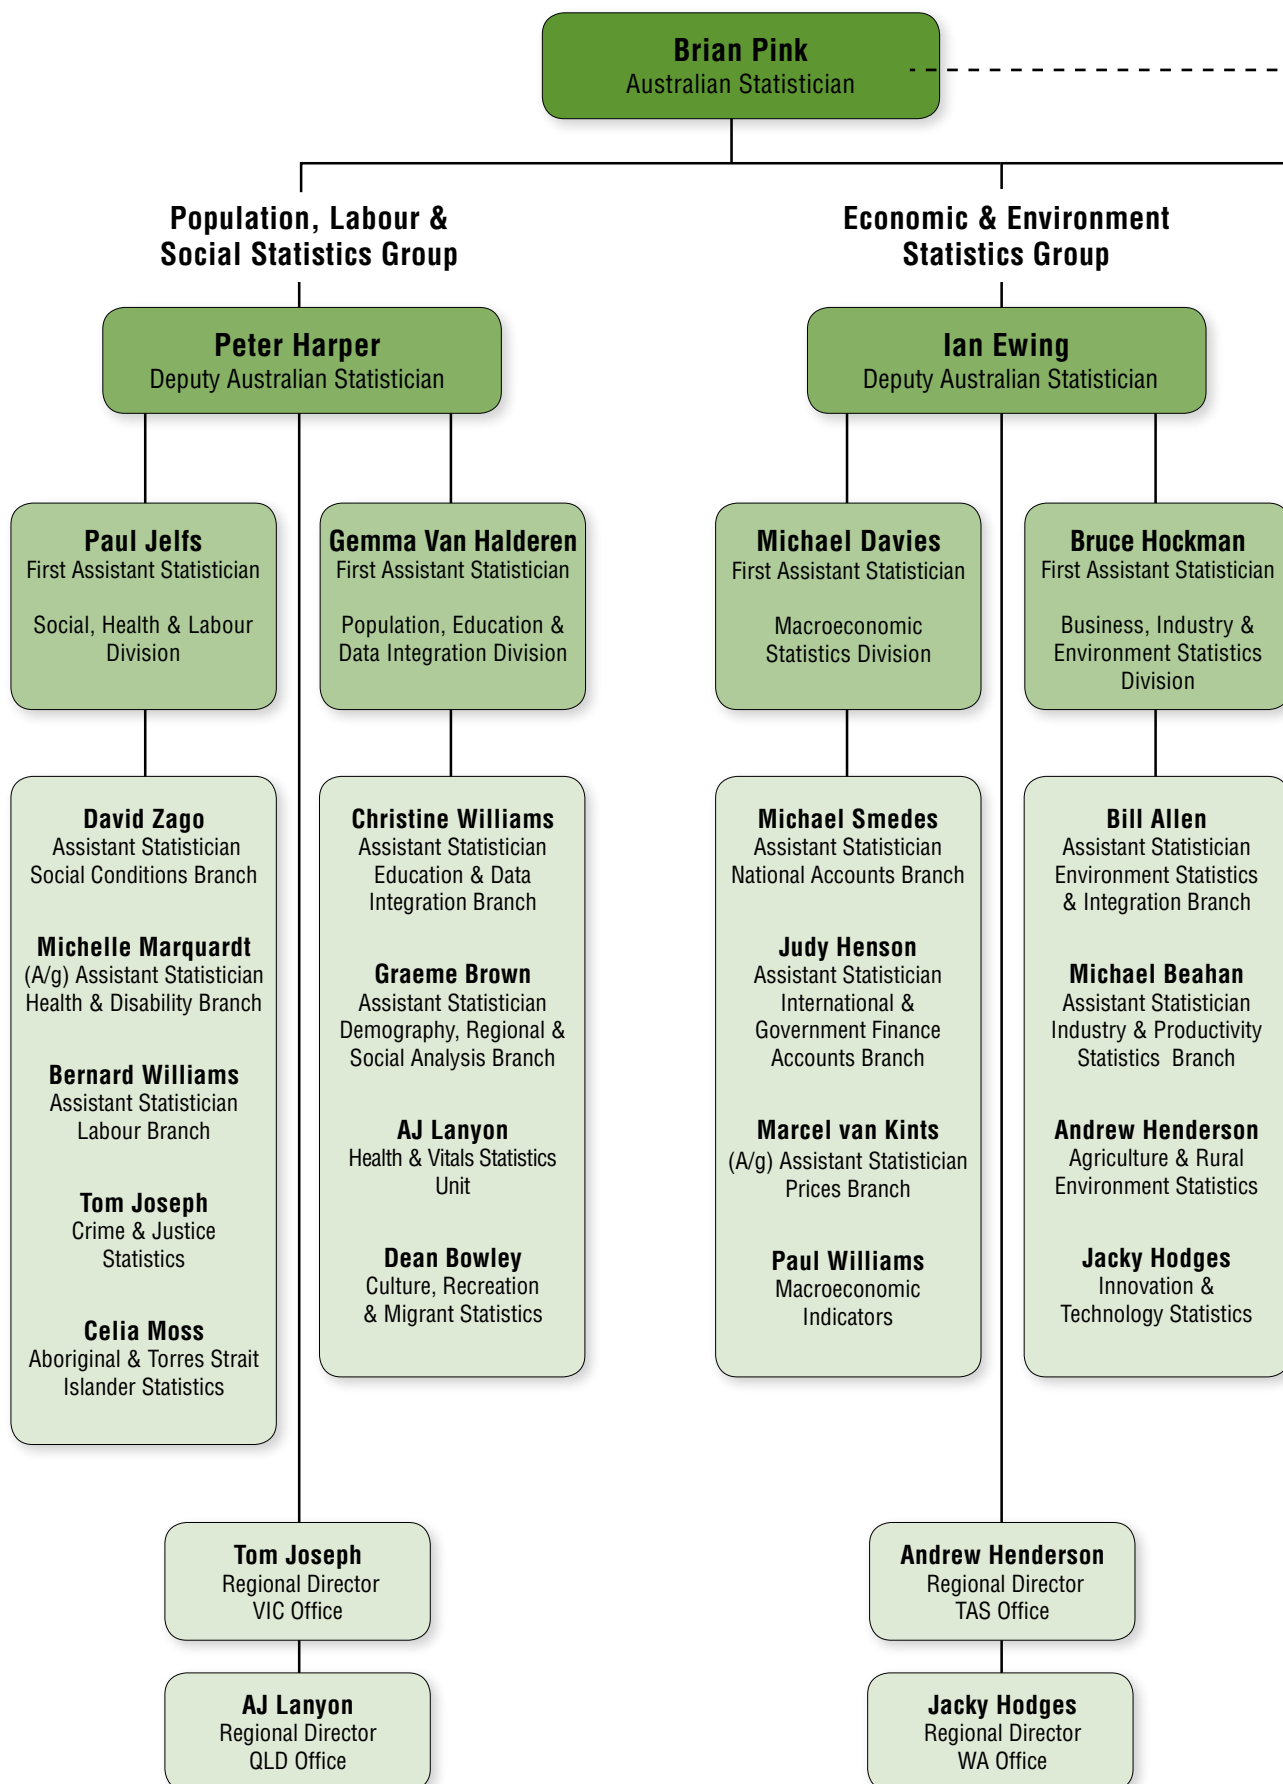 Brian Pink
Australian Statistician
Population, Labour &
Social Statistics Group
Economic & Environment
Statistics Group
Peter Harper
Deputy Australian Statistician
Ian Ewing
Deputy Australian Statistician
Paul Jelfs
First Assistant Statistician
Social, Health & Labour
Division
Gemma Van Halderen
First Assistant Statistician
Population, Education &
Data Integration Division
Michael Davies
First Assistant Statistician
Macroeconomic
Statistics Division
Bruce Hockman
First Assistant Statistician
Business, Industry &
Environment Statistics
Division
David Zago
Assistant Statistician
Social Conditions Branch
Michelle Marquardt
(A/g) Assistant Statistician
Health & Disability Branch
Bernard Williams
Assistant Statistician
Labour Branch
Tom Joseph
Crime & Justice
Statistics
Celia Moss
Aboriginal & Torres Strait
Islander Statistics
Christine Williams
Assistant Statistician
Education & Data
Integration Branch
Graeme Brown
Assistant Statistician
Demography, Regional &
Social Analysis Branch
AJ Lanyon
Health & Vitals Statistics
Unit
Dean Bowley
Culture, Recreation
& Migrant Statistics
Michael Smedes
Assistant Statistician
National Accounts Branch
Judy Henson
Assistant Statistician
International &
Government Finance
Accounts Branch
Marcel van Kints
(A/g) Assistant Statistician
Prices Branch
Paul Williams
Macroeconomic
Indicators
Bill Allen
Assistant Statistician
Environment Statistics
& Integration Branch
Michael Beahan
Assistant Statistician
Industry & Productivity
Statistics Branch
Andrew Henderson
Agriculture & Rural
Environment Statistics
Jacky Hodges
Innovation &
Technology Statistics
Tom Joseph
Regional Director
VIC Office
AJ Lanyon
Regional Director
QLD Office
Andrew Henderson
Regional Director
TAS Office
Jacky Hodges
Regional Director
WA Office